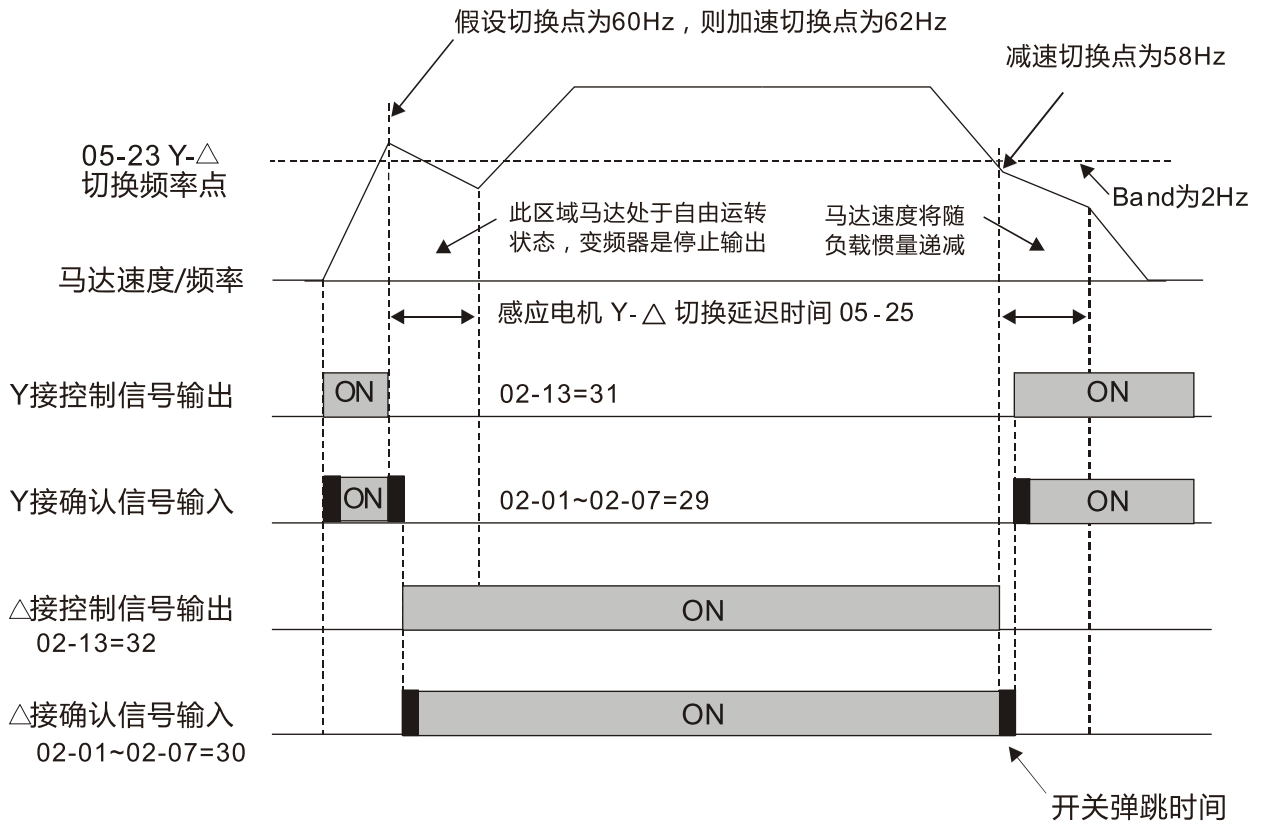 假设切换点为60Hz，则加速切换点为62Hz
减速切换点为58Hz
05-23 Y-△
切换频率点
Band为2Hz
此区域马达处于自由运转
状态，变频器是停止输出
马达速度将随
负载惯量递减
马达速度/频率
感应电机 Y-△ 切换延迟时间 05-25
Y接控制信号输出
ON
02-13=31
ON
Y接确认信号输入
ON
02-01~02-07=29
ON
△接控制信号输出
02-13=32
ON
△接确认信号输入
02-01~02-07=30
ON
开关弹跳时间